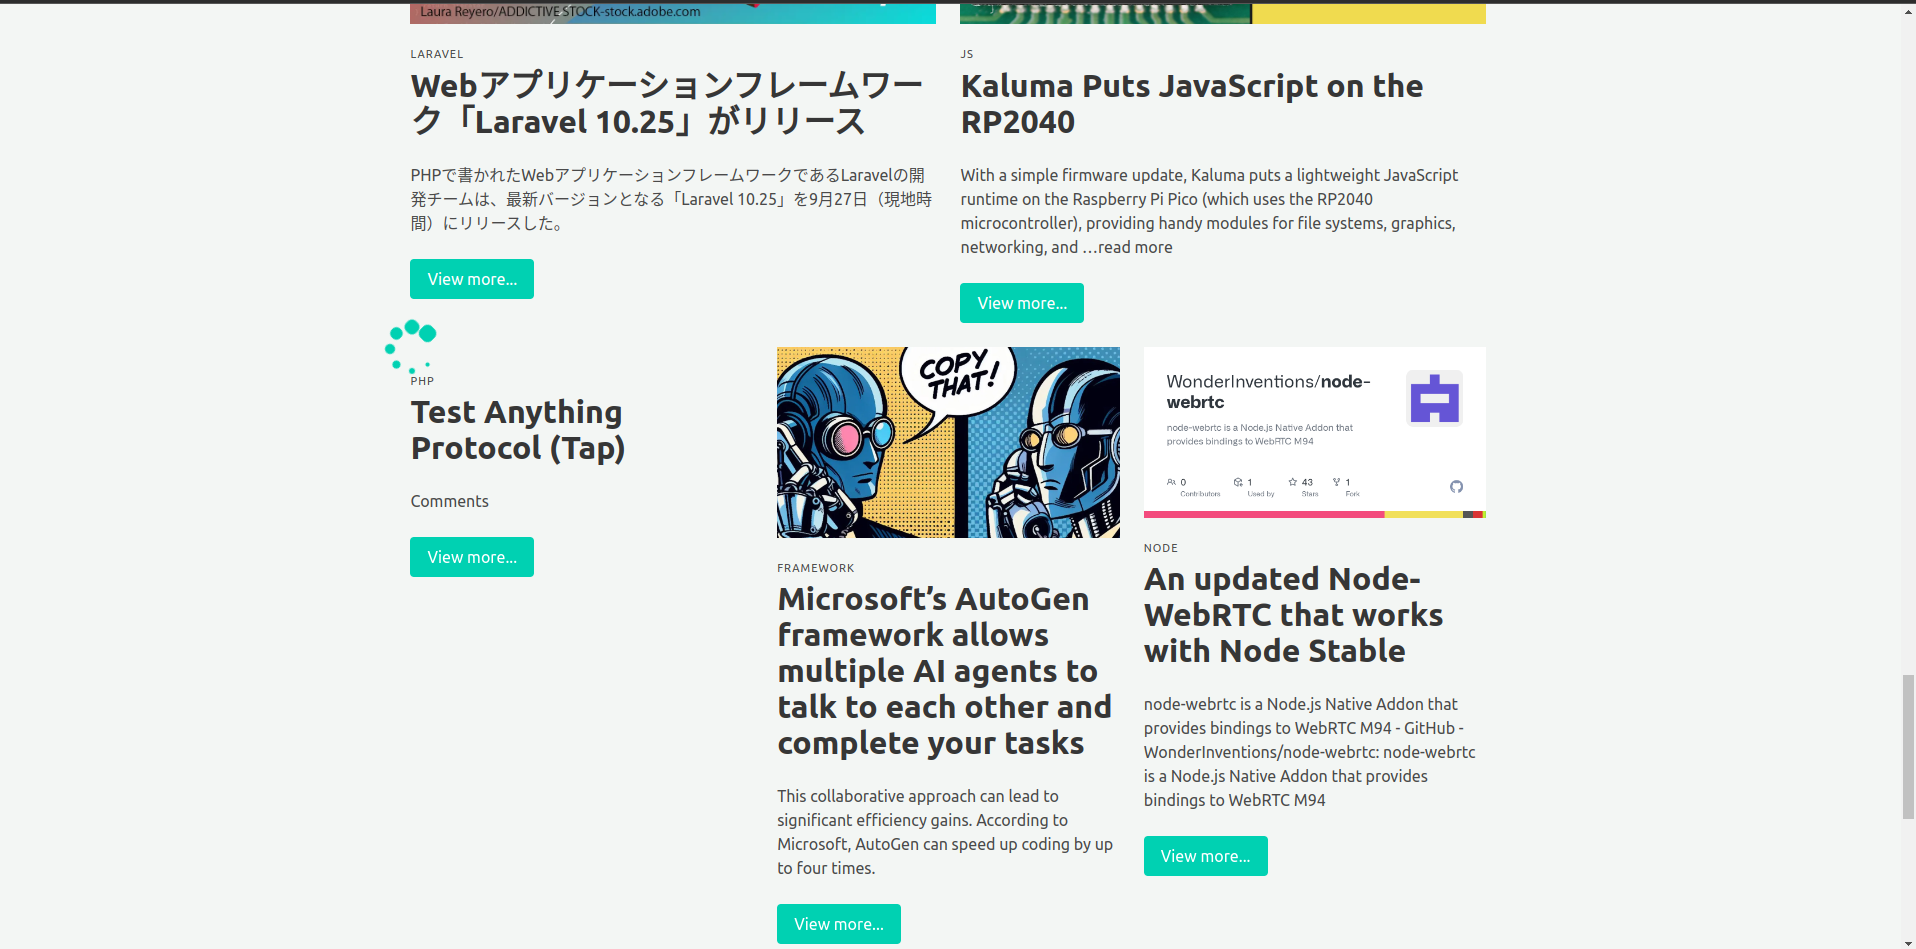 Laura Reyero/ADDICTIVE STOCK-stock.adobe.com
LARAVEL
Webアプリケーションフレームワー
ク「Laravel 10.25」がリリース
PHPで書かれたWebアプリケーションフレームワークであるLaravelの開
発チームは、最新バージョンとなる「Laravel 10.25」を9月27日（現地時
間）にリリースした。
View more...
JS
Kaluma Puts JavaScript on the
RP2040
With a simple firmware update, Kaluma puts a lightweight JavaScript
runtime on the Raspberry Pi Pico (which uses the RP2040
microcontroller), providing handy modules for file systems, graphics,
networking, and …read more
View more...
PHP
Test Anything
Protocol (Tap)
Comments
View more...
COPY
THAT!
FRAMEWORK
Microsoft’s AutoGen
framework allows
multiple AI agents to
talk to each other and
complete your tasks
This collaborative approach can lead to
significant efficiency gains. According to
Microsoft, AutoGen can speed up coding by up
to four times.
View more...
WonderInventions/node-
webrtc
node-webrtc is a Node.js Native Addon that
provides bindings to WebRTC M94
0 1 43 1
Contributors Used by Stars Fork
NODE
An updated Node-
WebRTC that works
with Node Stable
node-webrtc is a Node.js Native Addon that
provides bindings to WebRTC M94 - GitHub -
WonderInventions/node-webrtc: node-webrtc
is a Node.js Native Addon that provides
bindings to WebRTC M94
View more...